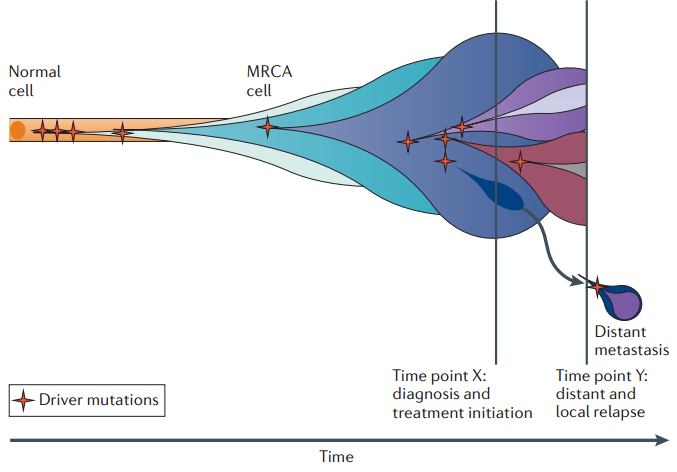 Normal
cell
MRCA
cell
Distant
metastasis
Time point X:
diagnosis and
treatment initiation
Time point Y:
distant and
local relapse
Driver mutations
Time